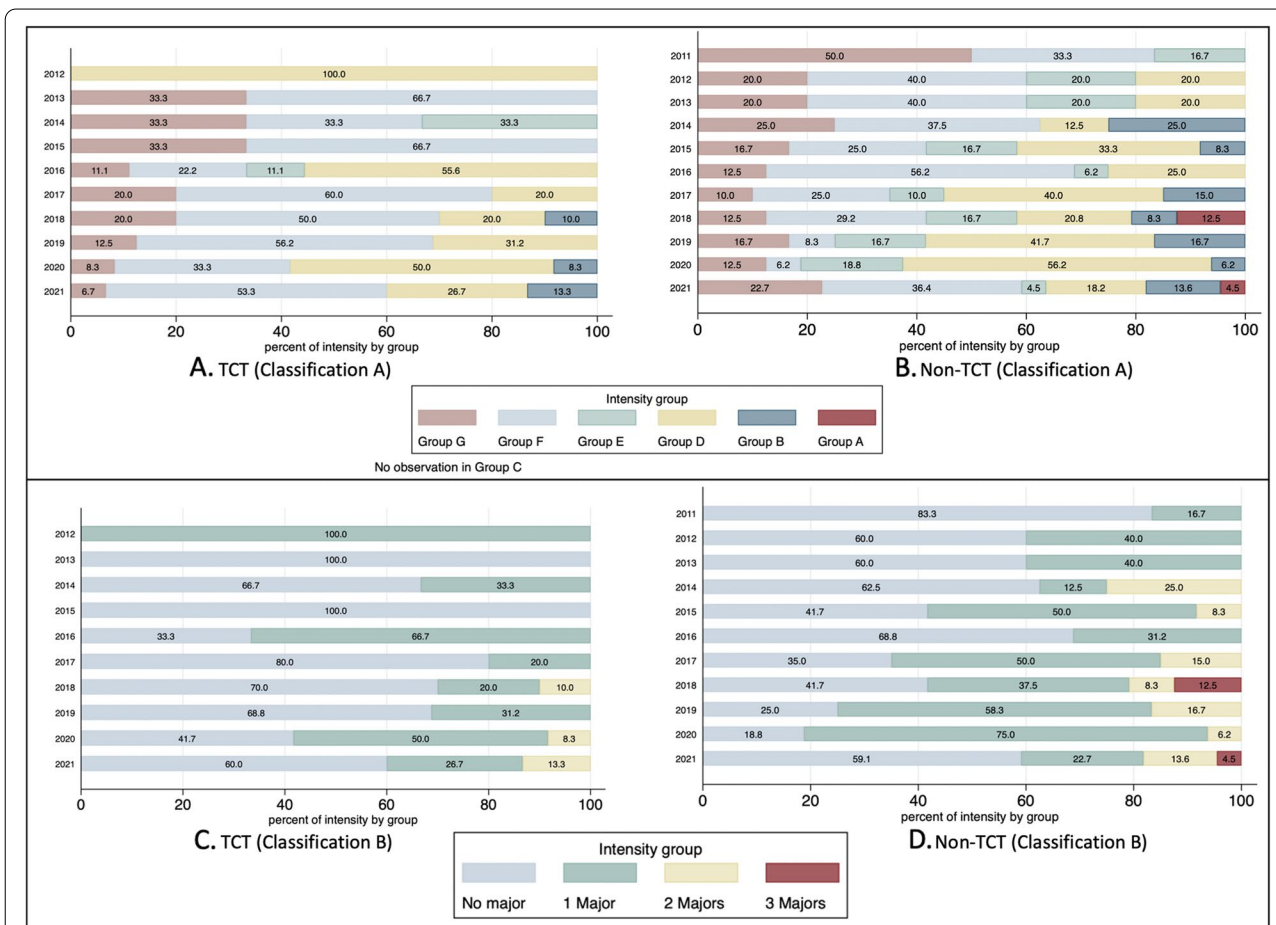 2012 100.0
2013 33.3 66.7
2014 33.3 33.3 33.3
2015 33.3 66.7
2016 11.1 22.2 11.1 55.6
2017 20.0 60.0 20.0
2018 20.0 50.0 20.0 10.0
2019 12.5 56.2 31.2
2020 8.3 33.3 50.0 8.3
2021 6.7 53.3 26.7 13.3
0 20 40 60 80 100
percent of intensity by group
A. TCT (Classification A)
2011 50.0 33.3 16.7
2012 20.0 40.0 20.0 20.0
2013 20.0 40.0 20.0 20.0
2014 25.0 37.5 12.5 25.0
2015 16.7 25.0 16.7 33.3 8.3
2016 12.5 56.2 6.2 25.0
2017 10.0 25.0 10.0 40.0 15.0
2018 12.5 29.2 16.7 20.8 8.3 12.5
2019 16.7 8.3 16.7 41.7 16.7
2020 12.5 6.2 18.8 56.2 6.2
2021 22.7 36.4 4.5 18.2 13.6 4.5
0 20 40 60 80 100
percent of intensity by group
B. Non-TCT (Classification A)
Intensity group
Group G Group F Group E Group D Group B Group A
No observation in Group C
2012 100.0
2013 100.0
2014 66.7 33.3
2015 100.0
2016 33.3 66.7
2017 80.0 20.0
2018 70.0 20.0 10.0
2019 68.8 31.2
2020 41.7 50.0 8.3
2021 60.0 26.7 13.3
0 20 40 60 80 100
percent of intensity by group
C. TCT (Classification B)
2011 83.3 16.7
2012 60.0 40.0
2013 60.0 40.0
2014 62.5 12.5 25.0
2015 41.7 50.0 8.3
2016 68.8 31.2
2017 35.0 50.0 15.0
2018 41.7 37.5 8.3 12.5
2019 25.0 58.3 16.7
2020 18.8 75.0 6.2
2021 59.1 22.7 13.6 4.5
0 20 40 60 80 100
percent of intensity by group
D. Non-TCT (Classification B)
Intensity group
No major 1 Major 2 Majors 3 Majors